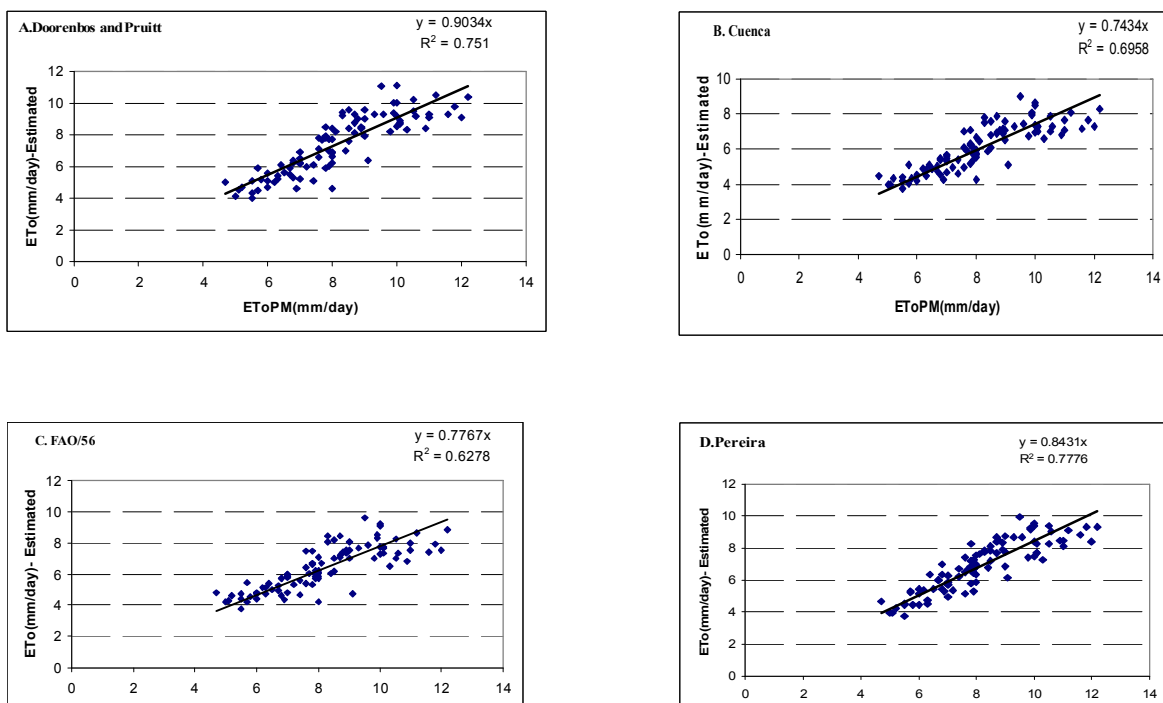 A.Doorenbos and Pruitt
y = 0.9034x
R² = 0.751
ETo(mm/day)-Estimated
12
10
8
6
4
2
0
0 2 4 6 8 10 12 14
EToPM(mm/day)
B. Cuenca
y = 0.7434x
R² = 0.6958
ETo(mm/day)-Estimated
10
8
6
4
2
0
0 2 4 6 8 10 12 14
EToPM(mm/day)
C. FAO/56
y = 0.7767x
R² = 0.6278
ETo(mm/day)- Estimated
12
10
8
6
4
2
0
0 2 4 6 8 10 12 14
D.Pereira
y = 0.8431x
R² = 0.7776
ETo(mm/day)- Estimated
12
10
8
6
4
2
0
0 2 4 6 8 10 12 14